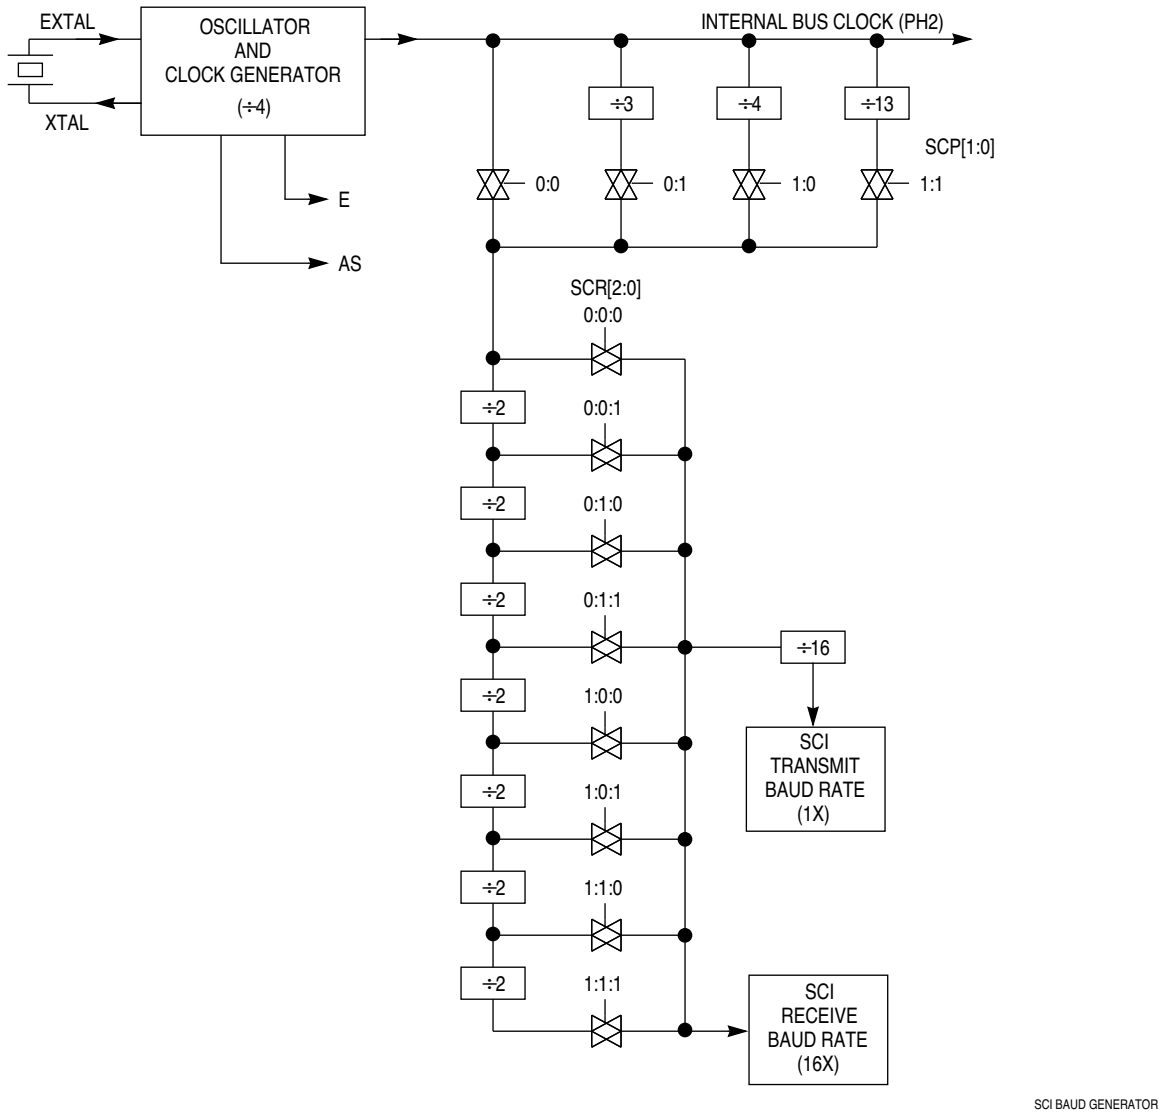 EXTAL
XTAL
OSCILLATOR
AND
CLOCK GENERATOR
(÷4)
E
AS
INTERNAL BUS CLOCK (PH2)
÷3
÷4
÷13
SCP[1:0]
0:0
0:1
1:0
1:1
SCR[2:0]
0:0:0
÷2
0:0:1
÷2
0:1:0
÷2
0:1:1
÷16
÷2
1:0:0
SCI
TRANSMIT
BAUD RATE
(1X)
÷2
1:0:1
÷2
1:1:0
÷2
1:1:1
SCI
RECEIVE
BAUD RATE
(16X)
SCI BAUD GENERATOR